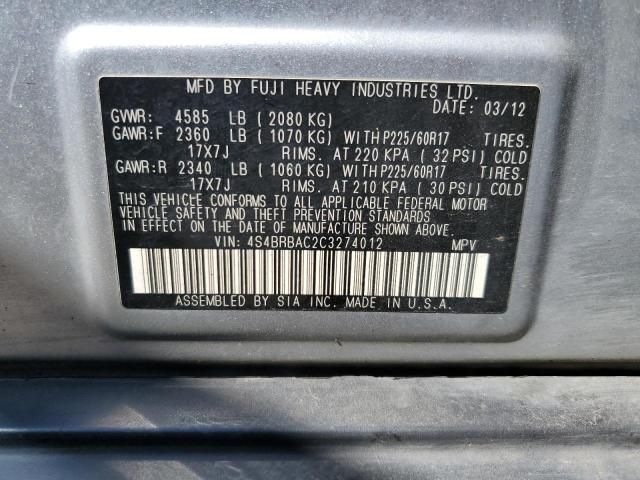 MFD BY FUJI HEAVY INDUSTRIES LTD.
DATE: 03/12
GVWR: 4585 LB (2080 KG)
GAWR:F 2360 LB (1070 KG) WITH P225/60R17 TIRES.
17X7J RIMS. AT 220 KPA (32 PSI) COLD
GAWR:R 2340 LB (1060 KG) WITH P225/60R17 TIRES.
17X7J RIMS. AT 210 KPA (30 PSI) COLD
THIS VEHICLE CONFORMS TO ALL APPLICABLE FEDERAL MOTOR
VEHICLE SAFETY AND THEFT PREVENTION STANDARDS
IN EFFECT ON THE DATE OF MANUFACTURE SHOWN ABOVE.
VIN: 4S4BRBAC2C3274012 MPV
ASSEMBLED BY SIA INC. MADE IN U.S.A.